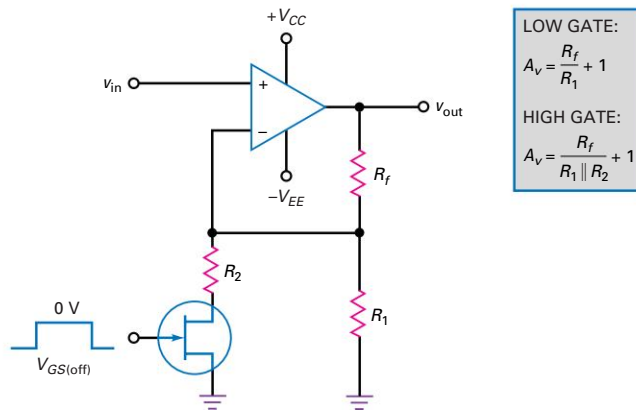 +V_CC
v_in
+
−
v_out
−V_EE
R_f
R_2
R_1
0 V
V_GS(off)
LOW GATE:
A_v = R_f / R_1 + 1
HIGH GATE:
A_v = R_f / (R_1 ∥ R_2) + 1